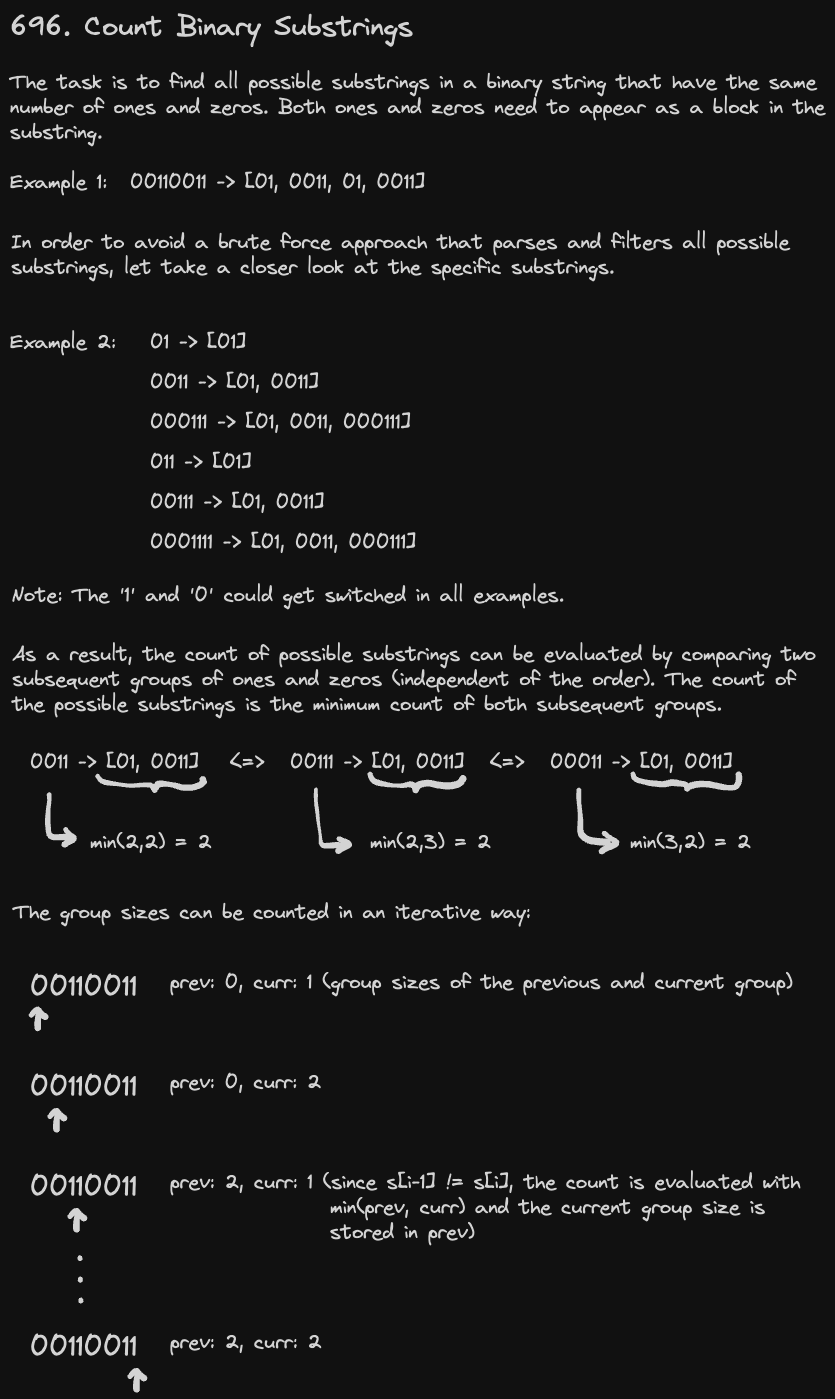 696. Count Binary Substrings
The task is to find all possible substrings in a binary string that have the same
number of ones and zeros. Both ones and zeros need to appear as a block in the
substring.
Example 1: 00110011 -> [01, 0011, 01, 0011]
In order to avoid a brute force approach that parses and filters all possible
substrings, let take a closer look at the specific substrings.
Example 2: 01 -> [01]
0011 -> [01, 0011]
000111 -> [01, 0011, 000111]
011 -> [01]
00111 -> [01, 0011]
0001111 -> [01, 0011, 000111]
Note: The '1' and '0' could get switched in all examples.
As a result, the count of possible substrings can be evaluated by comparing two
subsequent groups of ones and zeros (independent of the order). The count of
the possible substrings is the minimum count of both subsequent groups.
0011 -> [01, 0011] <=> 00111 -> [01, 0011] <=> 00011 -> [01, 0011]
min(2,2) = 2 min(2,3) = 2 min(3,2) = 2
The group sizes can be counted in an iterative way:
00110011 prev: 0, curr: 1 (group sizes of the previous and current group)
00110011 prev: 0, curr: 2
00110011 prev: 2, curr: 1 (since s[i-1] != s[i], the count is evaluated with
min(prev, curr) and the current group size is
stored in prev)
00110011 prev: 2, curr: 2